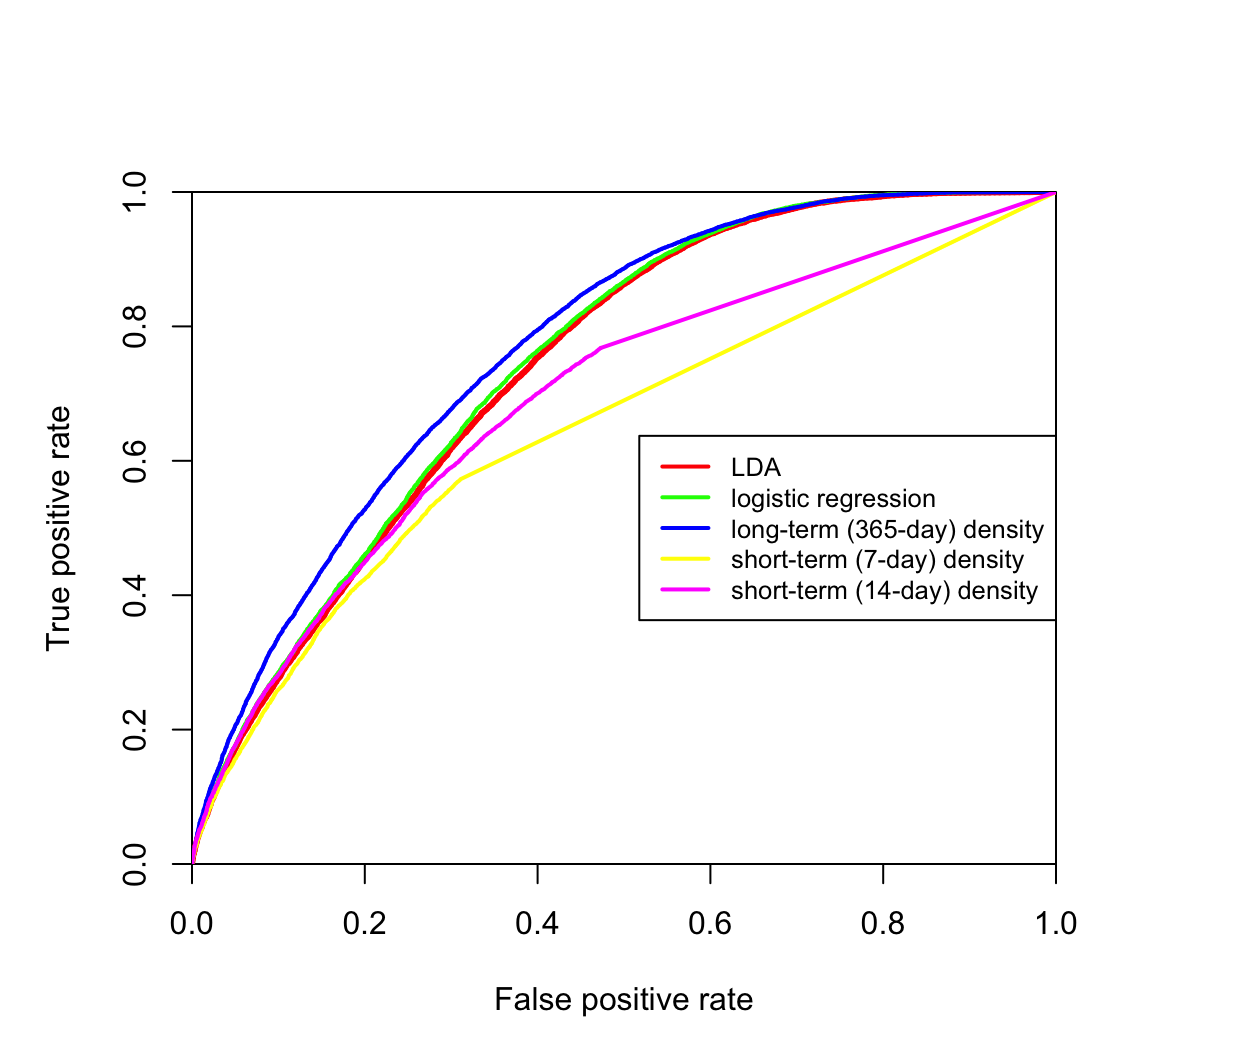 1.0
0.8
0.6
0.4
0.2
0.0
True positive rate
LDA
logistic regression
long-term (365-day) density
short-term (7-day) density
short-term (14-day) density
0.0 0.2 0.4 0.6 0.8 1.0
False positive rate